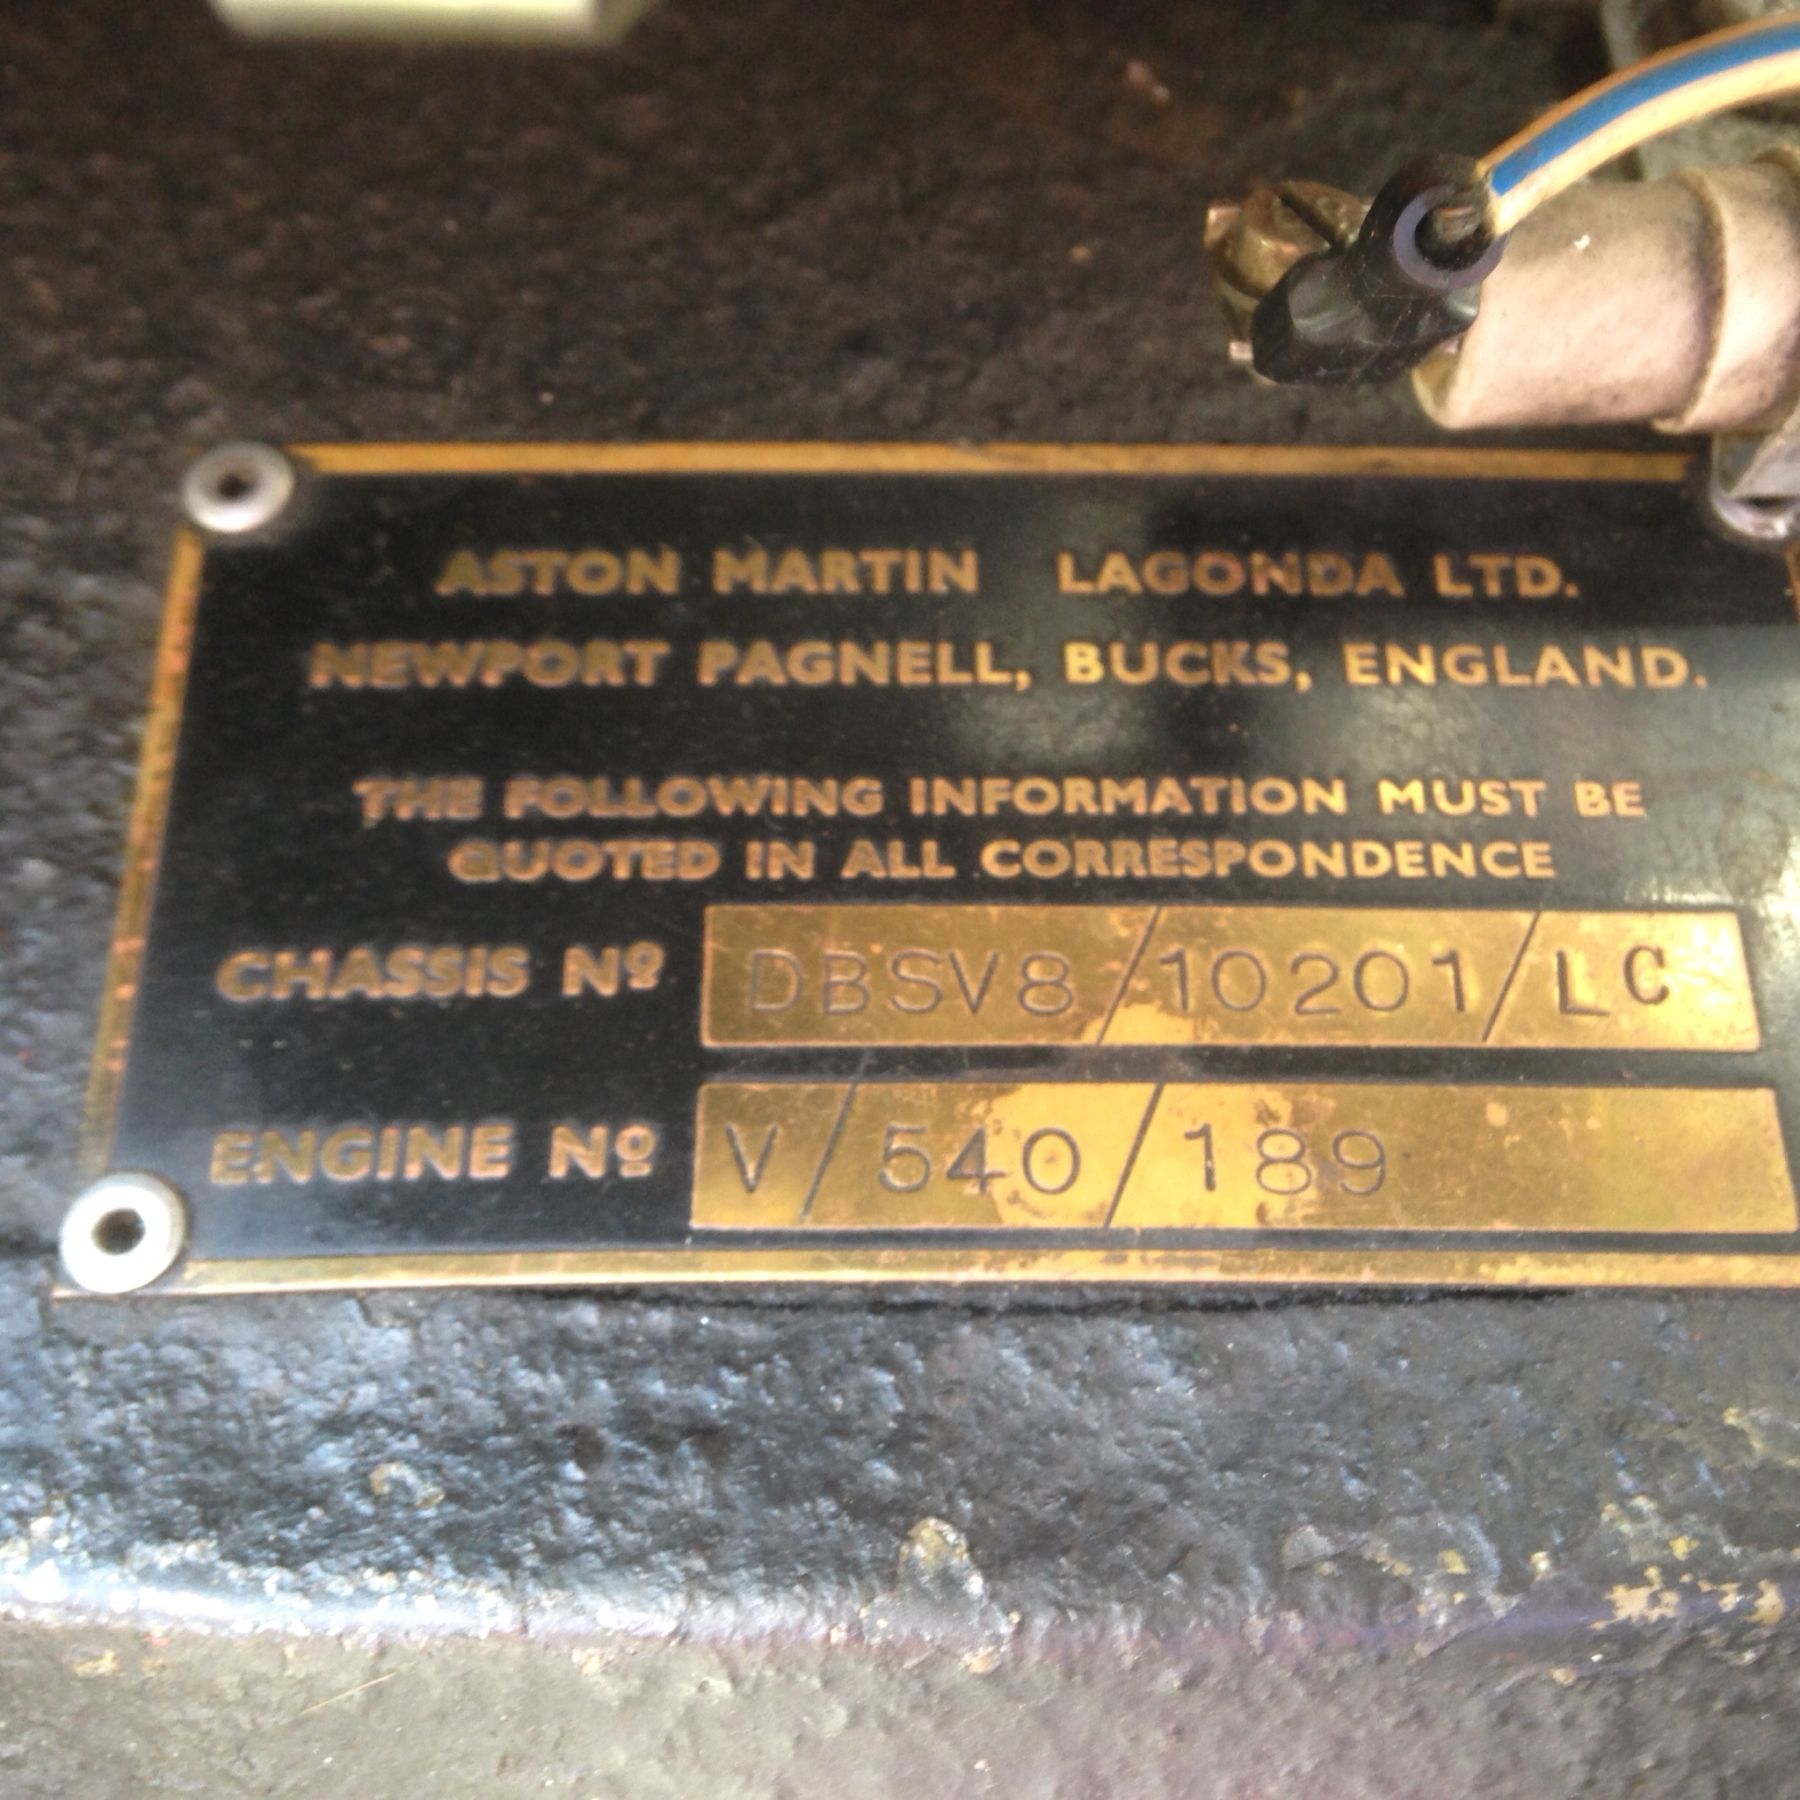 ASTON MARTIN LAGONDA LTD.
NEWPORT PAGNELL, BUCKS, ENGLAND.
THE FOLLOWING INFORMATION MUST BE
QUOTED IN ALL CORRESPONDENCE
CHASSIS Nº DBSV8/10201/LC
ENGINE Nº V/540/189